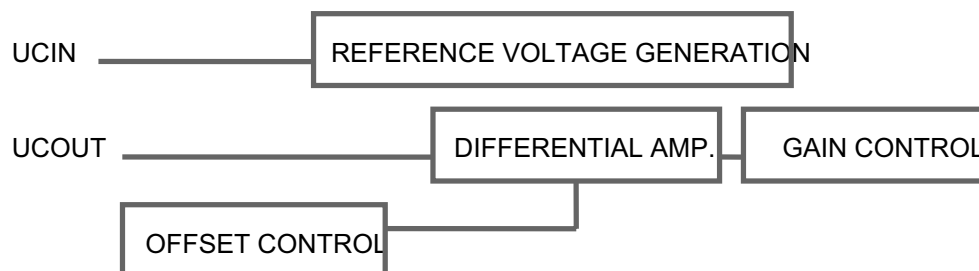 UCIN
REFERENCE VOLTAGE GENERATION
UCOUT
DIFFERENTIAL AMP.
GAIN CONTROL
OFFSET CONTROL